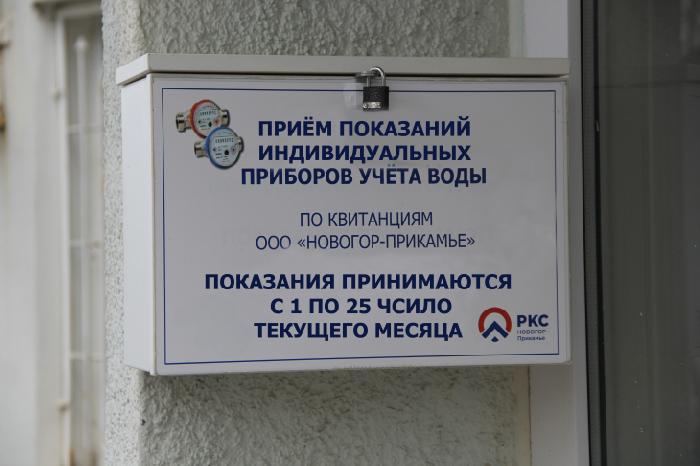 ПРИЁМ ПОКАЗАНИЙ
ИНДИВИДУАЛЬНЫХ
ПРИБОРОВ УЧЁТА ВОДЫ
ПО КВИТАНЦИЯМ
ООО «НОВОГОР-ПРИКАМЬЕ»
ПОКАЗАНИЯ ПРИНИМАЮТСЯ
С 1 ПО 25 ЧСИЛО
ТЕКУЩЕГО МЕСЯЦА
РКС
Новогор-
Прикамье